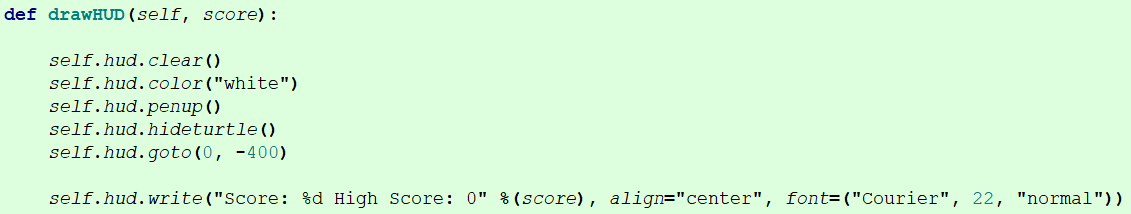 def drawHUD(self, score):
self.hud.clear()
self.hud.color("white")
self.hud.penup()
self.hud.hideturtle()
self.hud.goto(0, -400)
self.hud.write("Score: %d High Score: 0" %(score), align="center", font=("Courier", 22, "normal"))